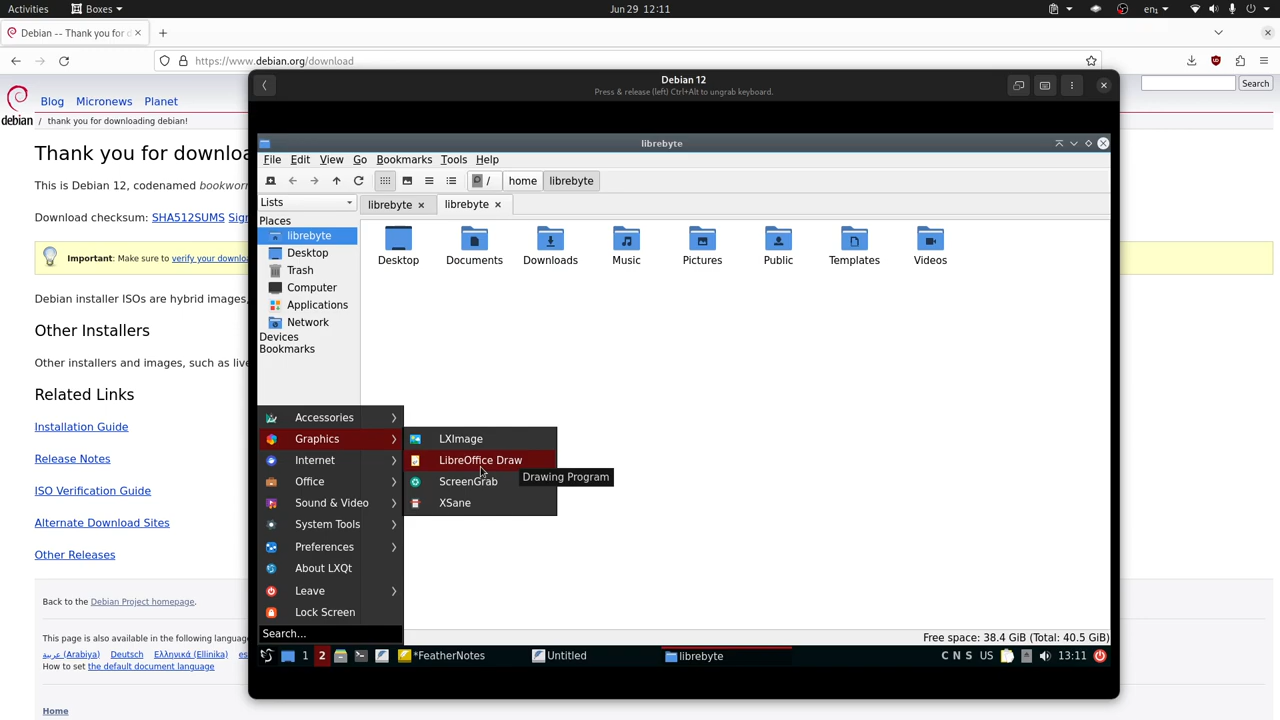 Activities
Boxes
Jun 29 12:11
en₁
Debian -- Thank you for d
https://www.debian.org/download
Debian 12
Press & release (left) Ctrl+Alt to ungrab keyboard.
debian
Blog Micronews Planet
Search
/ thank you for downloading debian!
Thank you for downloa
This is Debian 12, codenamed bookwor
Download checksum: SHA512SUMS Sign
Important: Make sure to verify your downloa
Debian installer ISOs are hybrid images,
Other Installers
Other installers and images, such as live
Related Links
Installation Guide
Release Notes
ISO Verification Guide
Alternate Download Sites
Other Releases
Back to the Debian Project homepage.
This page is also available in the following language
عربية (Arabiya) Deutsch Ελληνικά (Ellinika) es
How to set the default document language
Home
librebyte
File Edit View Go Bookmarks Tools Help
/ home librebyte
Lists
librebyte
librebyte
Places
librebyte
Desktop
Trash
Computer
Applications
Network
Devices
Bookmarks
Desktop Documents Downloads Music Pictures Public Templates Videos
Accessories
Graphics
Internet
Office
Sound & Video
System Tools
Preferences
About LXQt
Leave
Lock Screen
Search...
LXImage
LibreOffice Draw
ScreenGrab
XSane
Drawing Program
Free space: 38.4 GiB (Total: 40.5 GiB)
1 2 *FeatherNotes Untitled librebyte C N S US 13:11